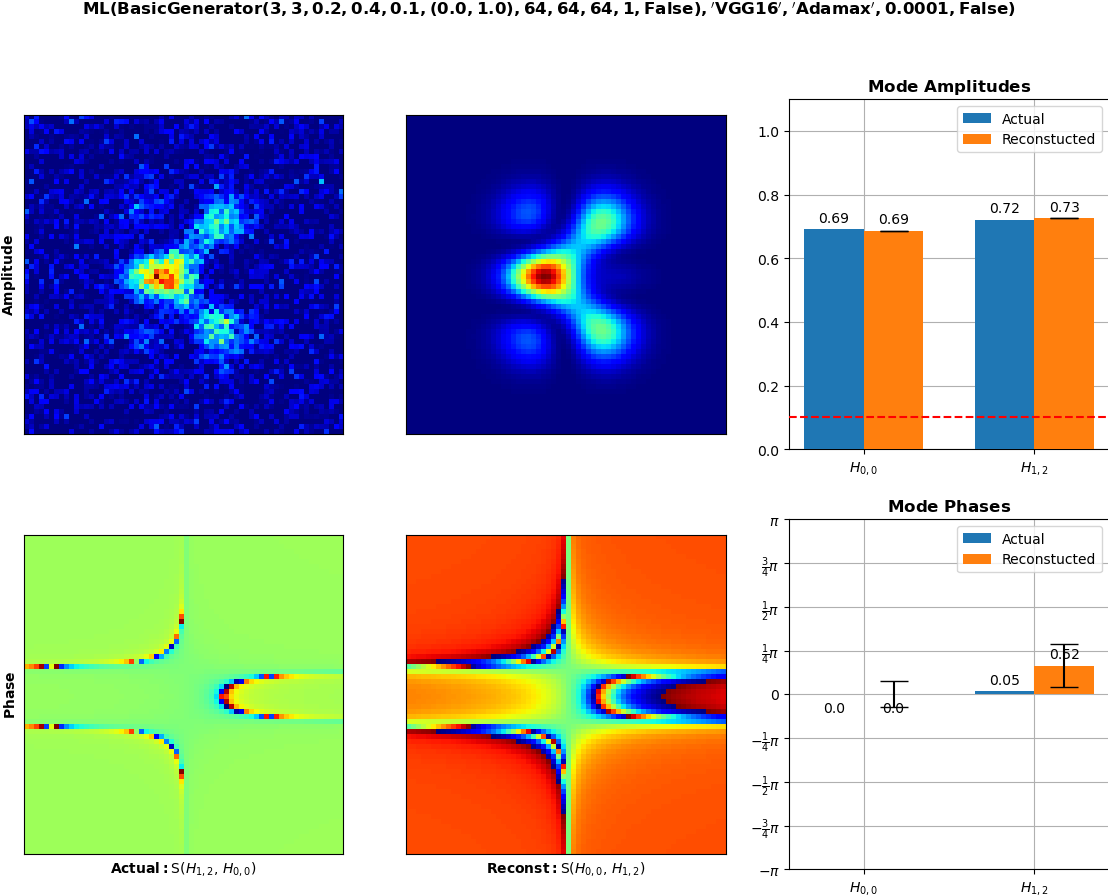 ML(BasicGenerator(3, 3, 0.2, 0.4, 0.1, (0.0, 1.0), 64, 64, 64, 1, False), ′VGG16′, ′Adamax′, 0.0001, False)
Mode Amplitudes
Actual
Reconstucted
1.0
0.8
0.6
0.4
0.2
0.0
0.69
0.69
0.72
0.73
H0, 0
H1, 2
Amplitude
Mode Phases
Actual
Reconstucted
π
3/4π
1/2π
1/4π
0
−1/4π
−1/2π
−3/4π
−π
0.0
0.0
0.05
0.52
H0, 0
H1, 2
Phase
Actual: S(H1, 2, H0, 0)
Reconst: S(H0, 0, H1, 2)